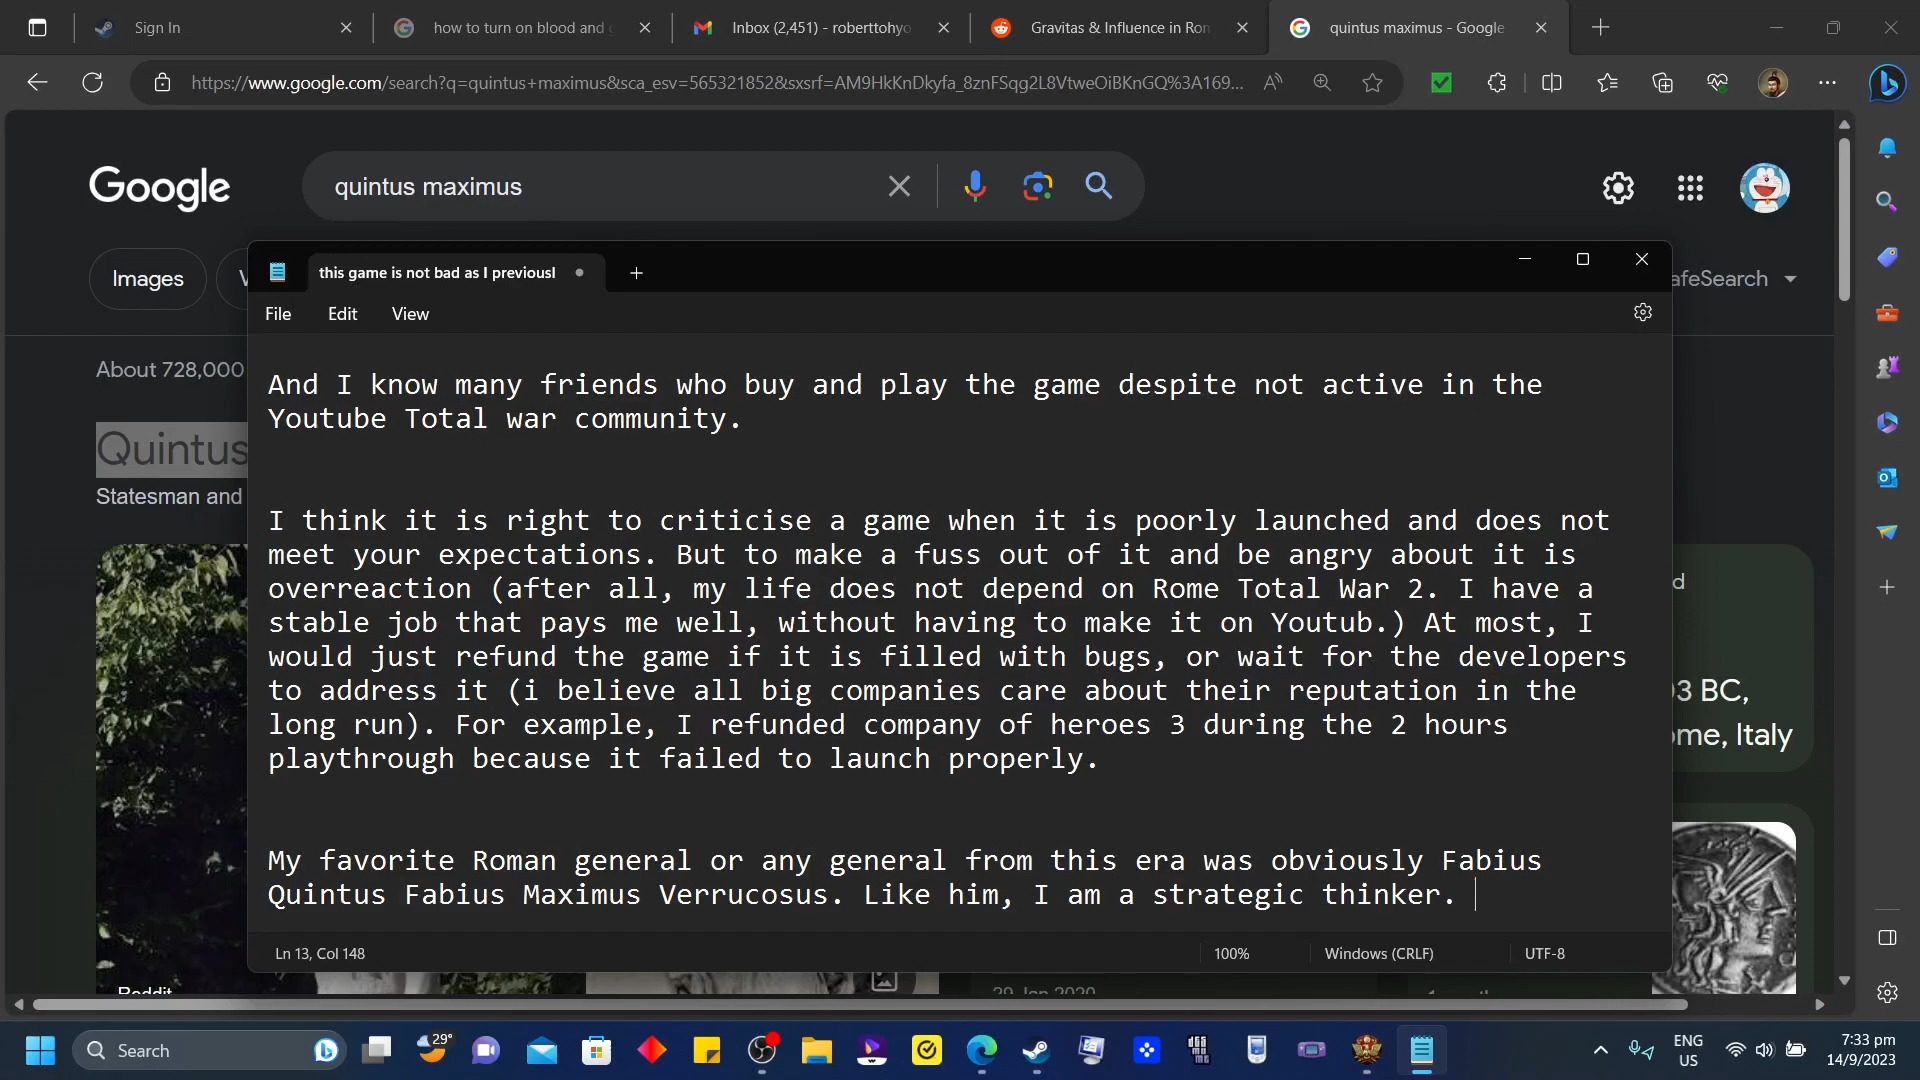 Sign In
how to turn on blood and g
Inbox (2,451) - roberttohyo
Gravitas & Influence in Ron
quintus maximus - Google
https://www.google.com/search?q=quintus+maximus&sca_esv=565321852&sxsrf=AM9HkKnDkyfa_8znFSqg2L8VtweOiBKnGQ%3A169...
Google
quintus maximus
Images
V
afeSearch
this game is not bad as I previousl
File
Edit
View
About 728,000
And I know many friends who buy and play the game despite not active in the
Youtube Total war community.
Quintus
Statesman and
I think it is right to criticise a game when it is poorly launched and does not
meet your expectations. But to make a fuss out of it and be angry about it is
overreaction (after all, my life does not depend on Rome Total War 2. I have a
stable job that pays me well, without having to make it on Youtub.) At most, I
would just refund the game if it is filled with bugs, or wait for the developers
to address it (i believe all big companies care about their reputation in the
long run). For example, I refunded company of heroes 3 during the 2 hours
playthrough because it failed to launch properly.
d
03 BC,
ome, Italy
My favorite Roman general or any general from this era was obviously Fabius
Quintus Fabius Maximus Verrucosus. Like him, I am a strategic thinker.
Ln 13, Col 148
100%
Windows (CRLF)
UTF-8
Reddit
29 Jan 2020
Search
29°
ENG
US
7:33 pm
14/9/2023